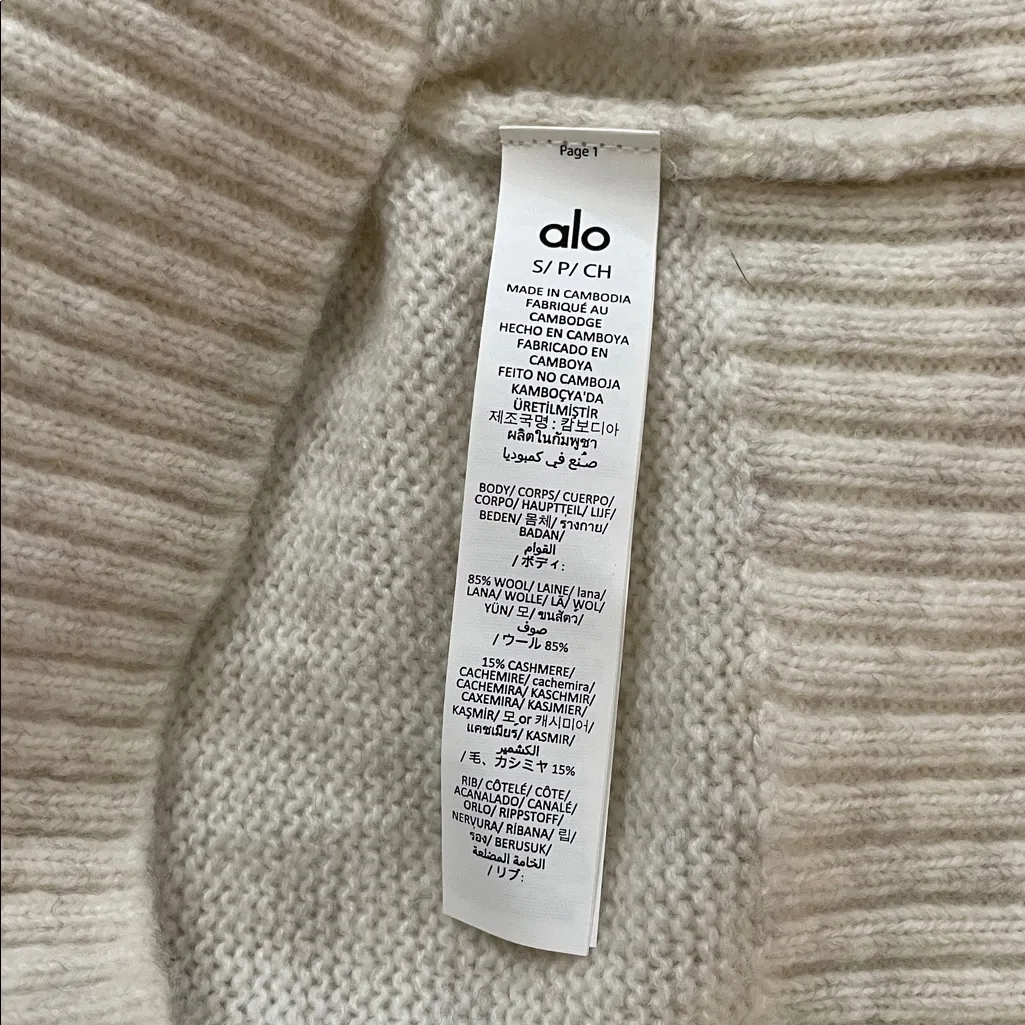 Page 1
alo
S/ P/ CH
MADE IN CAMBODIA
FABRIQUÉ AU
CAMBODGE
HECHO EN CAMBOYA
FABRICADO EN
CAMBOYA
FEITO NO CAMBOJA
KAMBOÇYA'DA
ÜRETİLMİŞTİR
제조국명 : 캄보디아
ผลิตในกัมพูชา
صنع في كمبوديا
BODY/ CORPS/ CUERPO/
CORPO/ HAUPTTEIL/ LIJF/
BEDEN/ 몸체/ ร่างกาย/
BADAN/
القوام
/ ボディ:
85% WOOL/ LAINE/ lana/
LANA/ WOLLE/ LÃ/ WOL/
YÜN/ 모/ ขนสัตว์/
صوف
/ ウール 85%
15% CASHMERE/
CACHEMIRE/ cachemira/
CACHEMIRA/ KASCHMIR/
CAXEMIRA/ KASJMIER/
KAŞMİR/ 모 or 캐시미어/
แคชเมียร์/ KASMIR/
الكشمير
/ 毛、カシミヤ 15%
RIB/ CÔTELÉ/ CÔTE/
ACANALADO/ CANALÉ/
ORLO/ RIPPSTOFF/
NERVURA/ RİBANA/ 립/
ร่อง/ BERUSUK/
الخامة المضلعة
/ リブ: